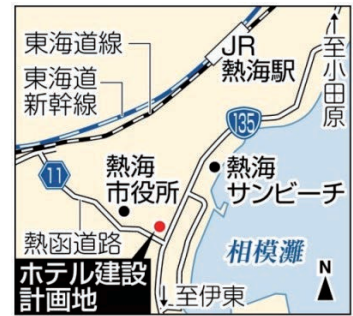 東海道線
東海道
新幹線
JR
熱海駅
至小田原
135
11
熱海
市役所
熱海
サンビーチ
熱函道路
相模灘
ホテル建設
計画地
至伊東
N